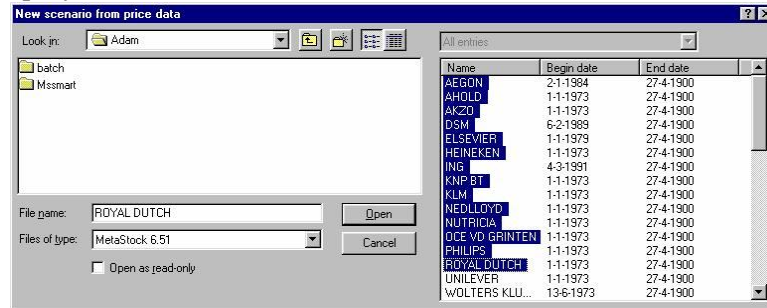 New scenario from price data
Look in: Adam
batch
Mssmart
File name: ROYAL DUTCH Open
Files of type: MetaStock 6.51 Cancel
Open as read-only
All entries
Name Begin date End date
AEGON 2-1-1984 27-4-1900
AHOLD 1-1-1973 27-4-1900
AKZO 1-1-1973 27-4-1900
DSM 6-2-1989 27-4-1900
ELSEVIER 1-1-1979 27-4-1900
HEINEKEN 1-1-1973 27-4-1900
ING 4-3-1991 27-4-1900
KNP BT 1-1-1973 27-4-1900
KLM 1-1-1973 27-4-1900
NEDLLOYD 1-1-1973 27-4-1900
NUTRICIA 1-1-1973 27-4-1900
OCE VD GRINTEN 1-1-1973 27-4-1900
PHILIPS 1-1-1973 27-4-1900
ROYAL DUTCH 1-1-1973 27-4-1900
UNILEVER 1-1-1973 27-4-1900
WOLTERS KLU... 13-6-1973 27-4-1900